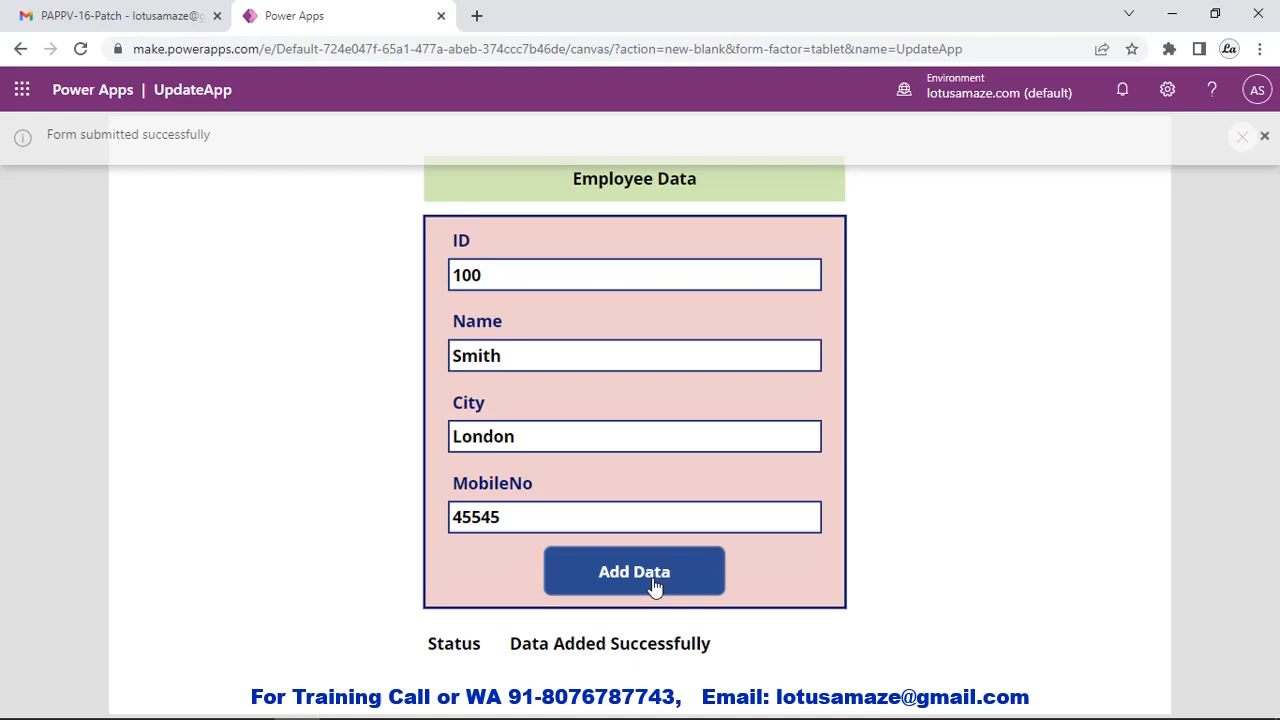 PAPPV-16-Patch - lotusamaze@g
Power Apps
make.powerapps.com/e/Default-724e047f-65a1-477a-abeb-374ccc7b46de/canvas/?action=new-blank&form-factor=tablet&name=UpdateApp
La
Power Apps | UpdateApp
Environment
lotusamaze.com (default)
AS
Form submitted successfully
Employee Data
ID
100
Name
Smith
City
London
MobileNo
45545
Add Data
Status Data Added Successfully
For Training Call or WA 91-8076787743, Email: lotusamaze@gmail.com